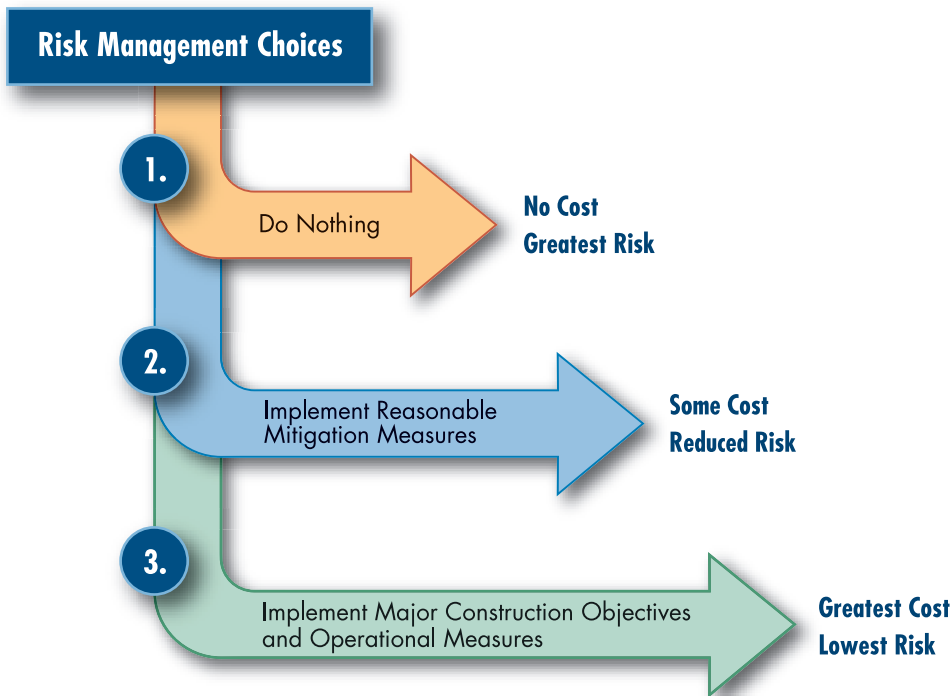 Risk Management Choices
1.
Do Nothing
No Cost
Greatest Risk
2.
Implement Reasonable
Mitigation Measures
Some Cost
Reduced Risk
3.
Implement Major Construction Objectives
and Operational Measures
Greatest Cost
Lowest Risk